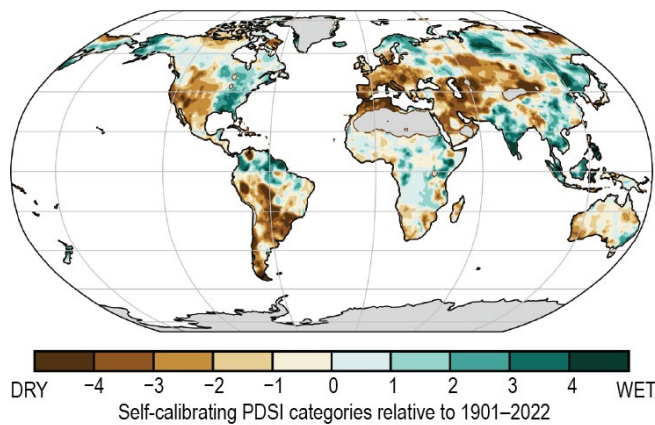 DRY −4 −3 −2 −1 0 1 2 3 4 WET
Self-calibrating PDSI categories relative to 1901–2022